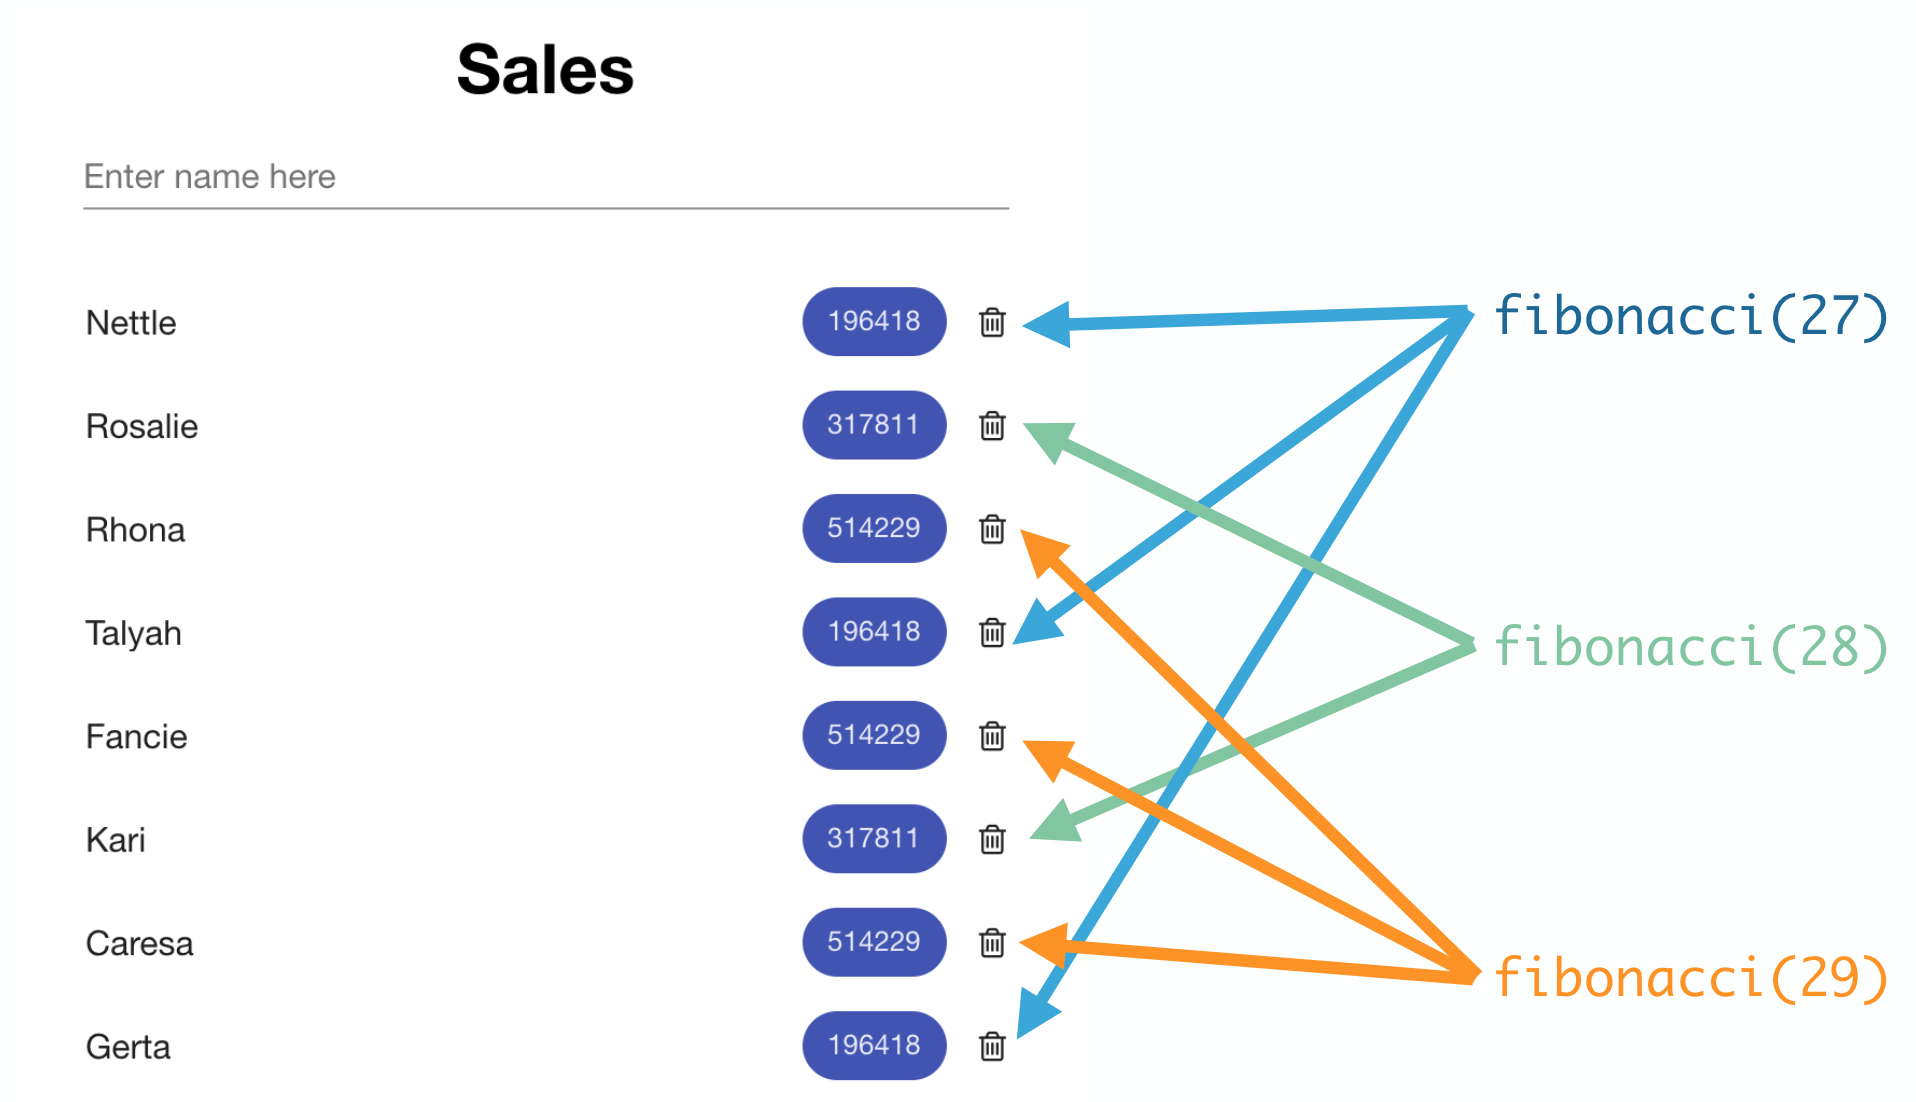 Sales
Enter name here
Nettle 196418 fibonacci(27)
Rosalie 317811
Rhona 514229
Talyah 196418 fibonacci(28)
Fancie 514229
Kari 317811
Caresa 514229 fibonacci(29)
Gerta 196418